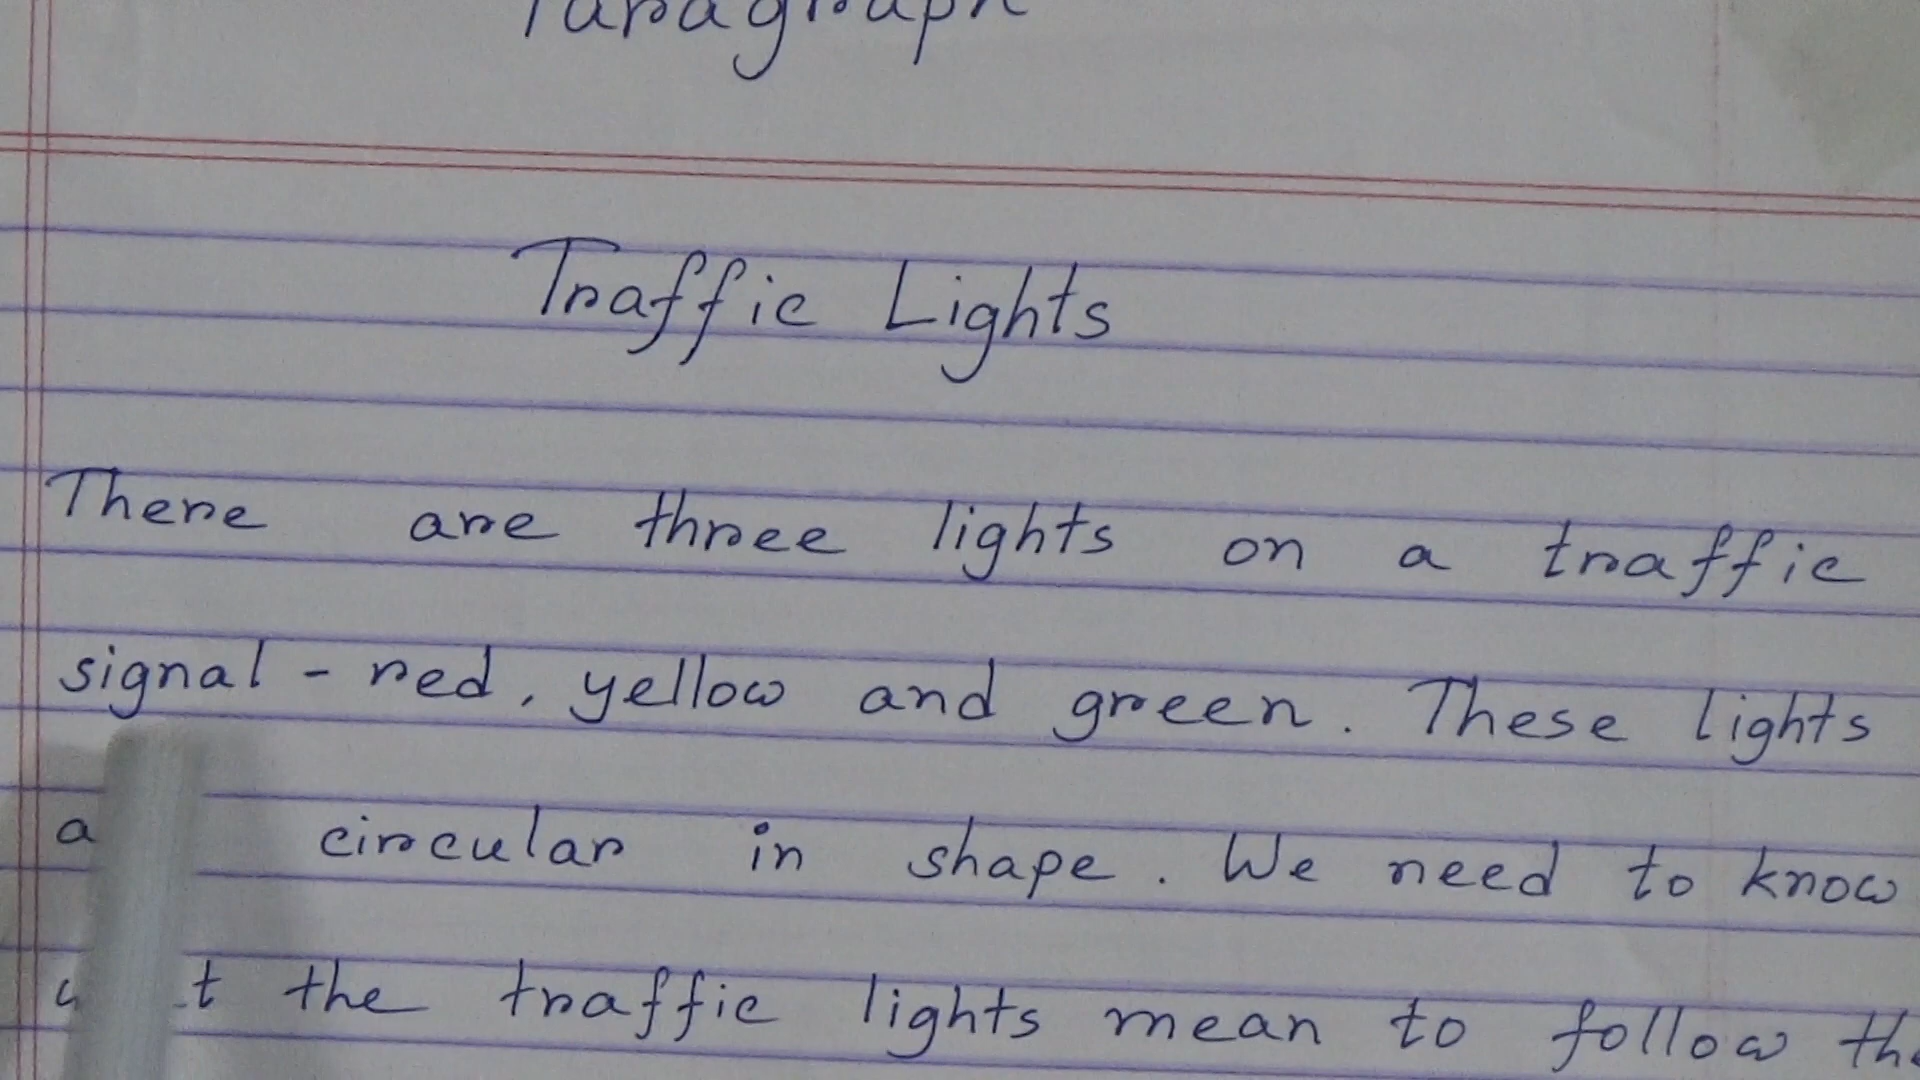 Paragraph
Traffic Lights
There are three lights on a traffic
signal - red, yellow and green. These lights
circular in shape. We need to know
the traffic lights mean to follow